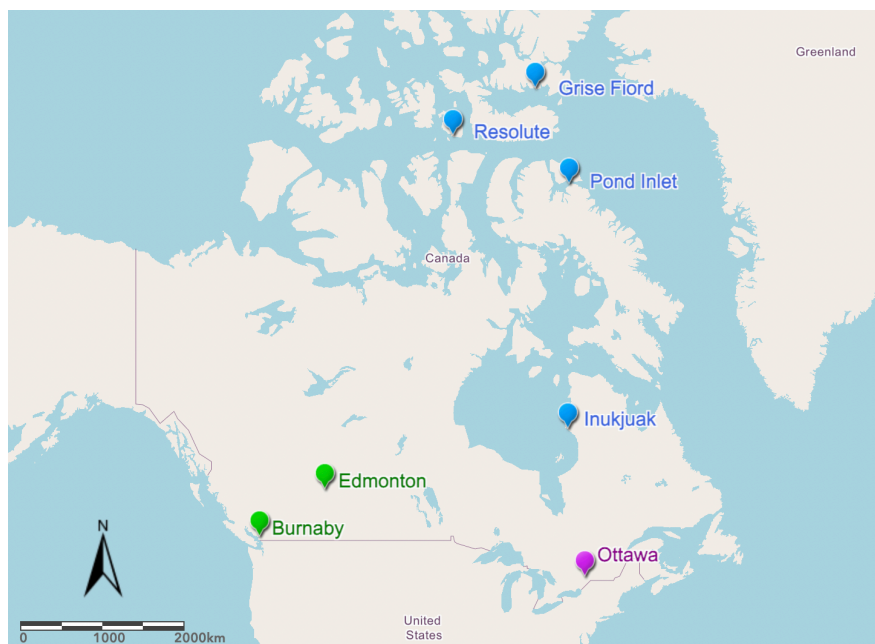 Greenland
Grise Fiord
Resolute
Pond Inlet
Canada
Inukjuak
Edmonton
Burnaby
N
Ottawa
United
States
0 1000 2000km